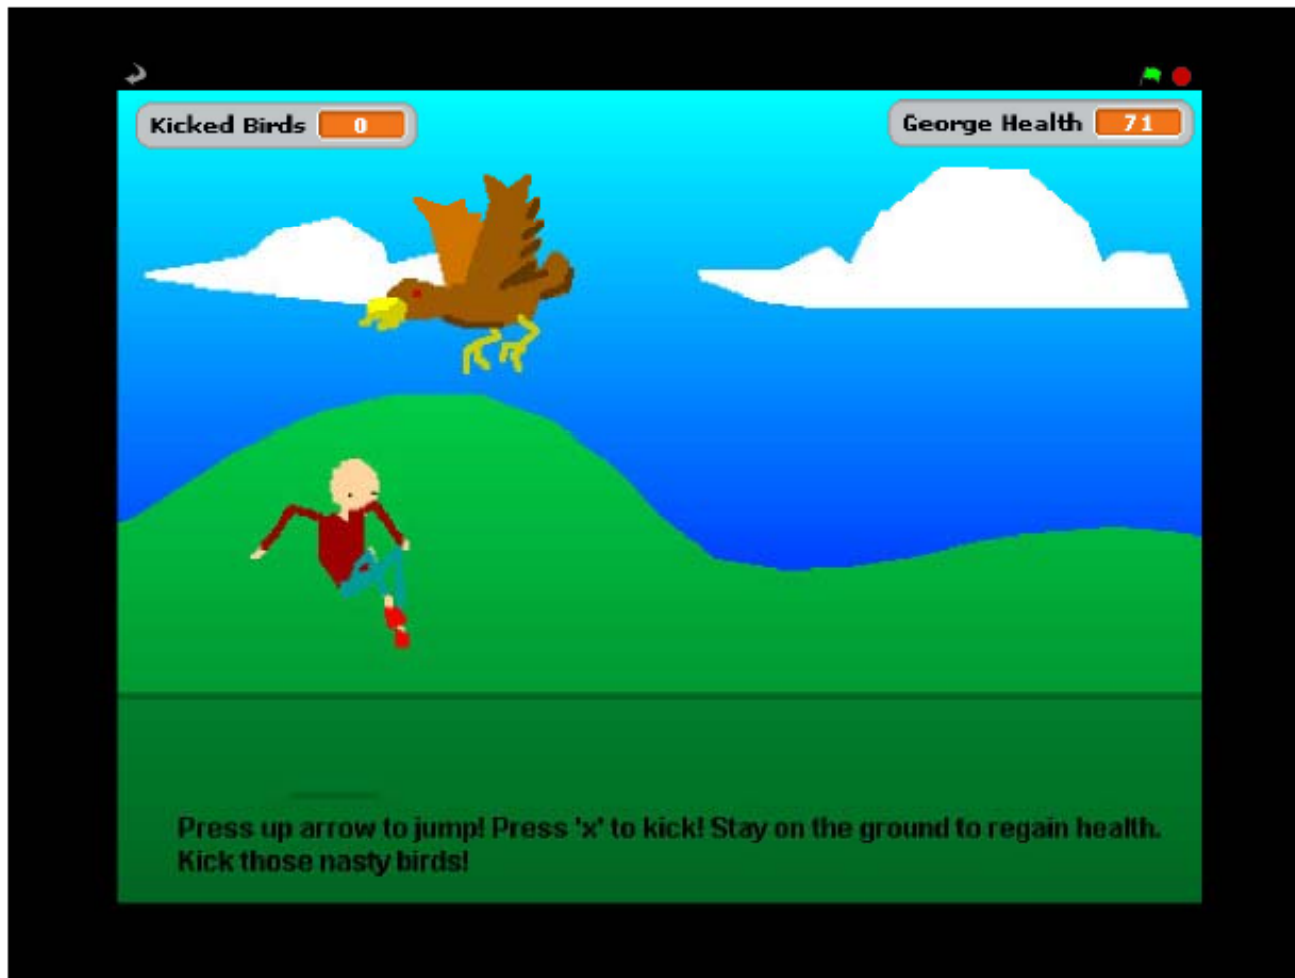 Kicked Birds 0
George Health 71
Press up arrow to jump! Press 'x' to kick! Stay on the ground to regain health.
Kick those nasty birds!